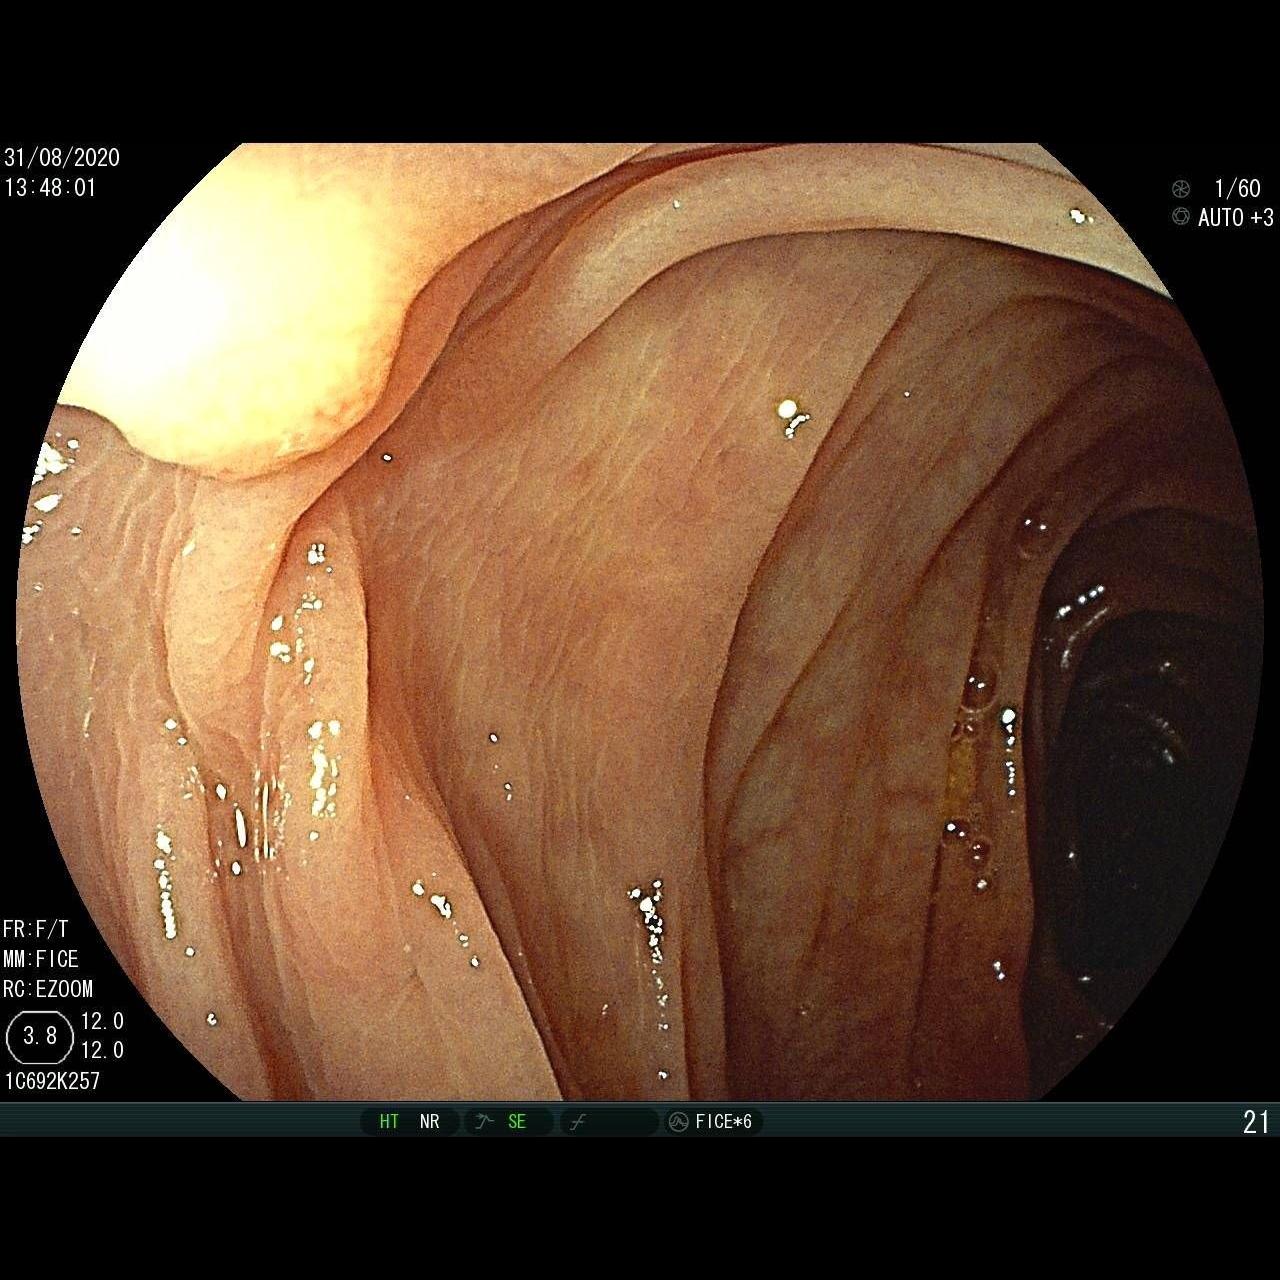 31/08/2020
13:48:01
1/60
AUTO +3
FR:F/T
MM:FICE
RC:EZOOM
3.8
12.0
12.0
1C692K257
HT NR SE FICE*6
21